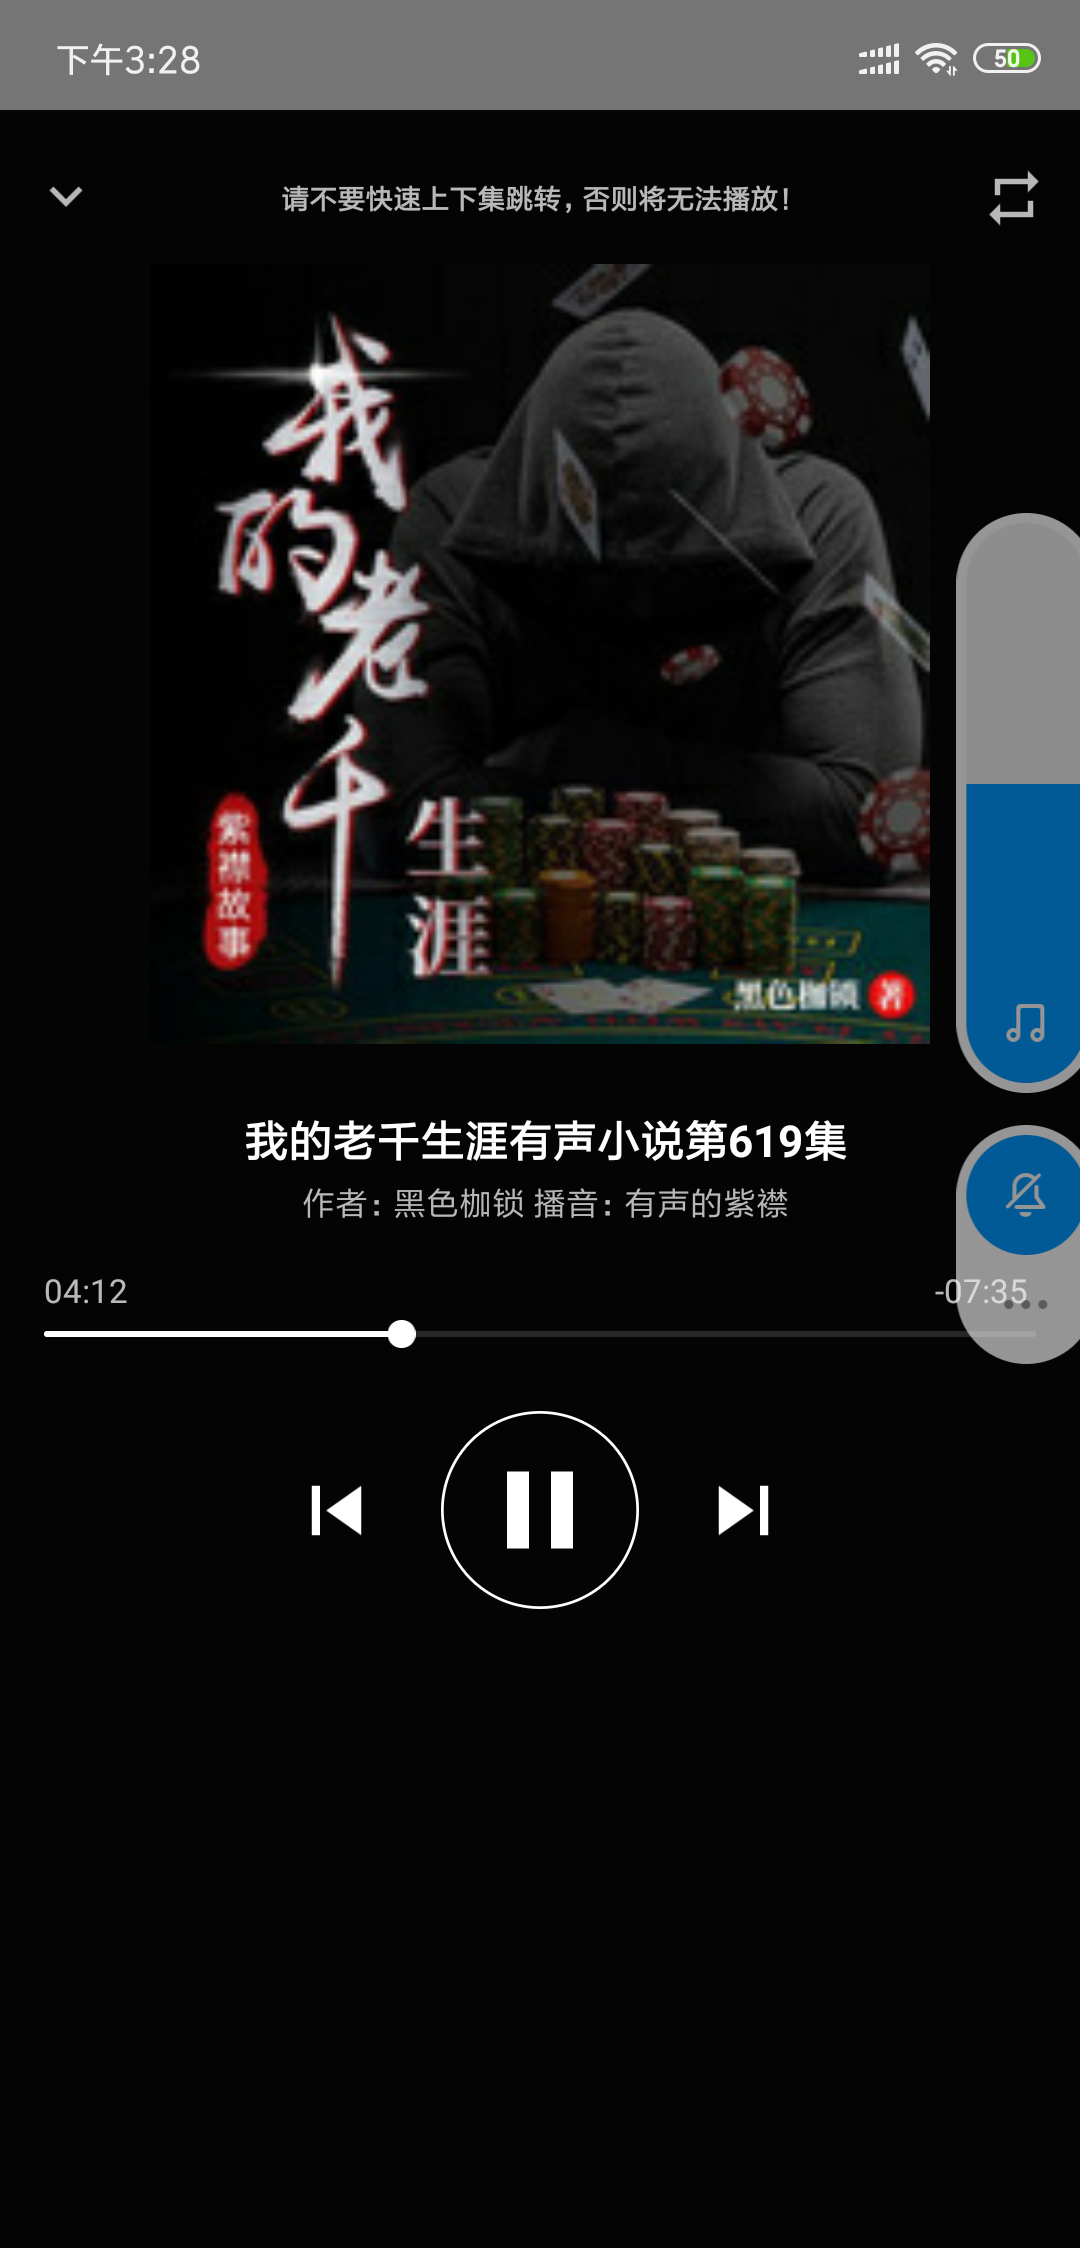 下午3:28
50
请不要快速上下集跳转，否则将无法播放！
我的老千
生涯
紫襟故事
黑色枷锁 著
我的老千生涯有声小说第619集
作者：黑色枷锁 播音：有声的紫襟
04:12
-07:35